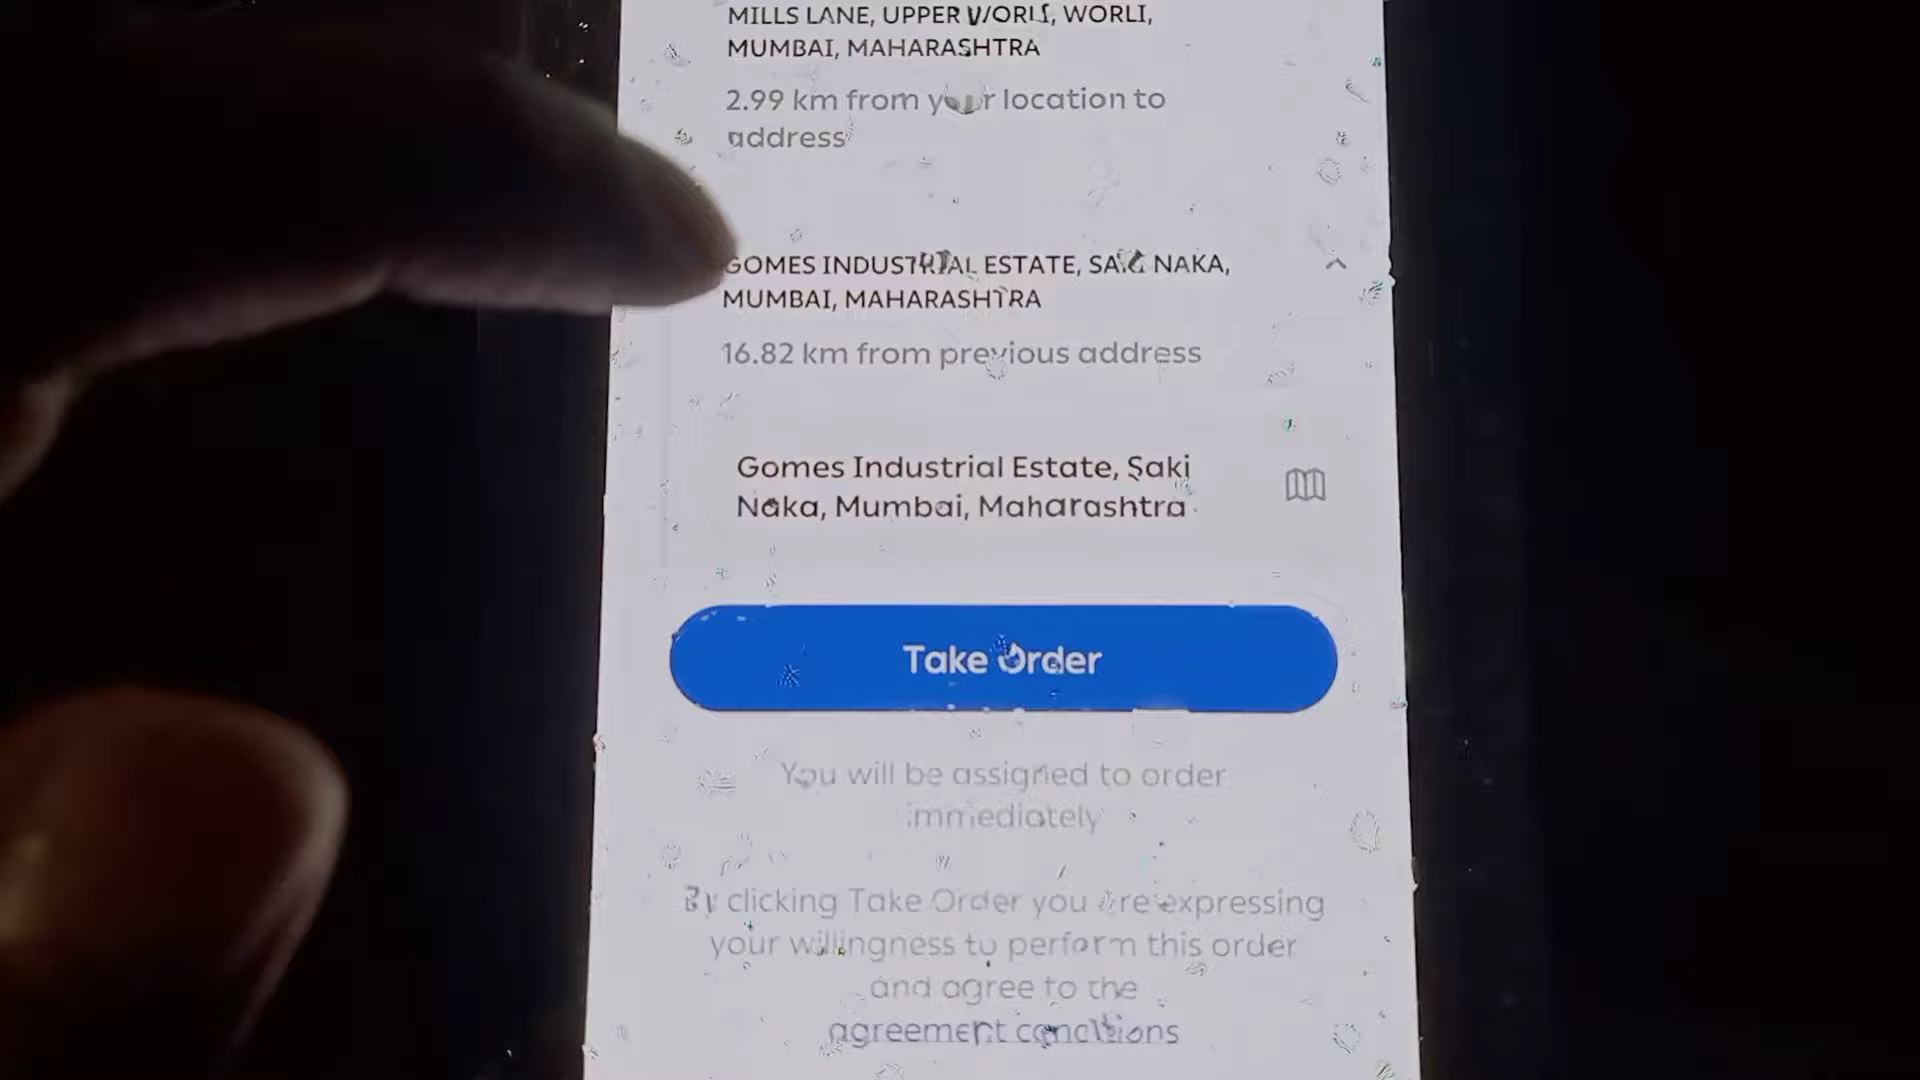 MILLS LANE, UPPER WORLI, WORLI,
MUMBAI, MAHARASHTRA
2.99 km from your location to
address
GOMES INDUSTRIAL ESTATE, SAKI NAKA,
MUMBAI, MAHARASHTRA
16.82 km from previous address
Gomes Industrial Estate, Saki
Naka, Mumbai, Maharashtra
Take Order
You will be assigned to order
immediately
By clicking Take Order you are expressing
your willingness to perform this order
and agree to the
agreement conditions